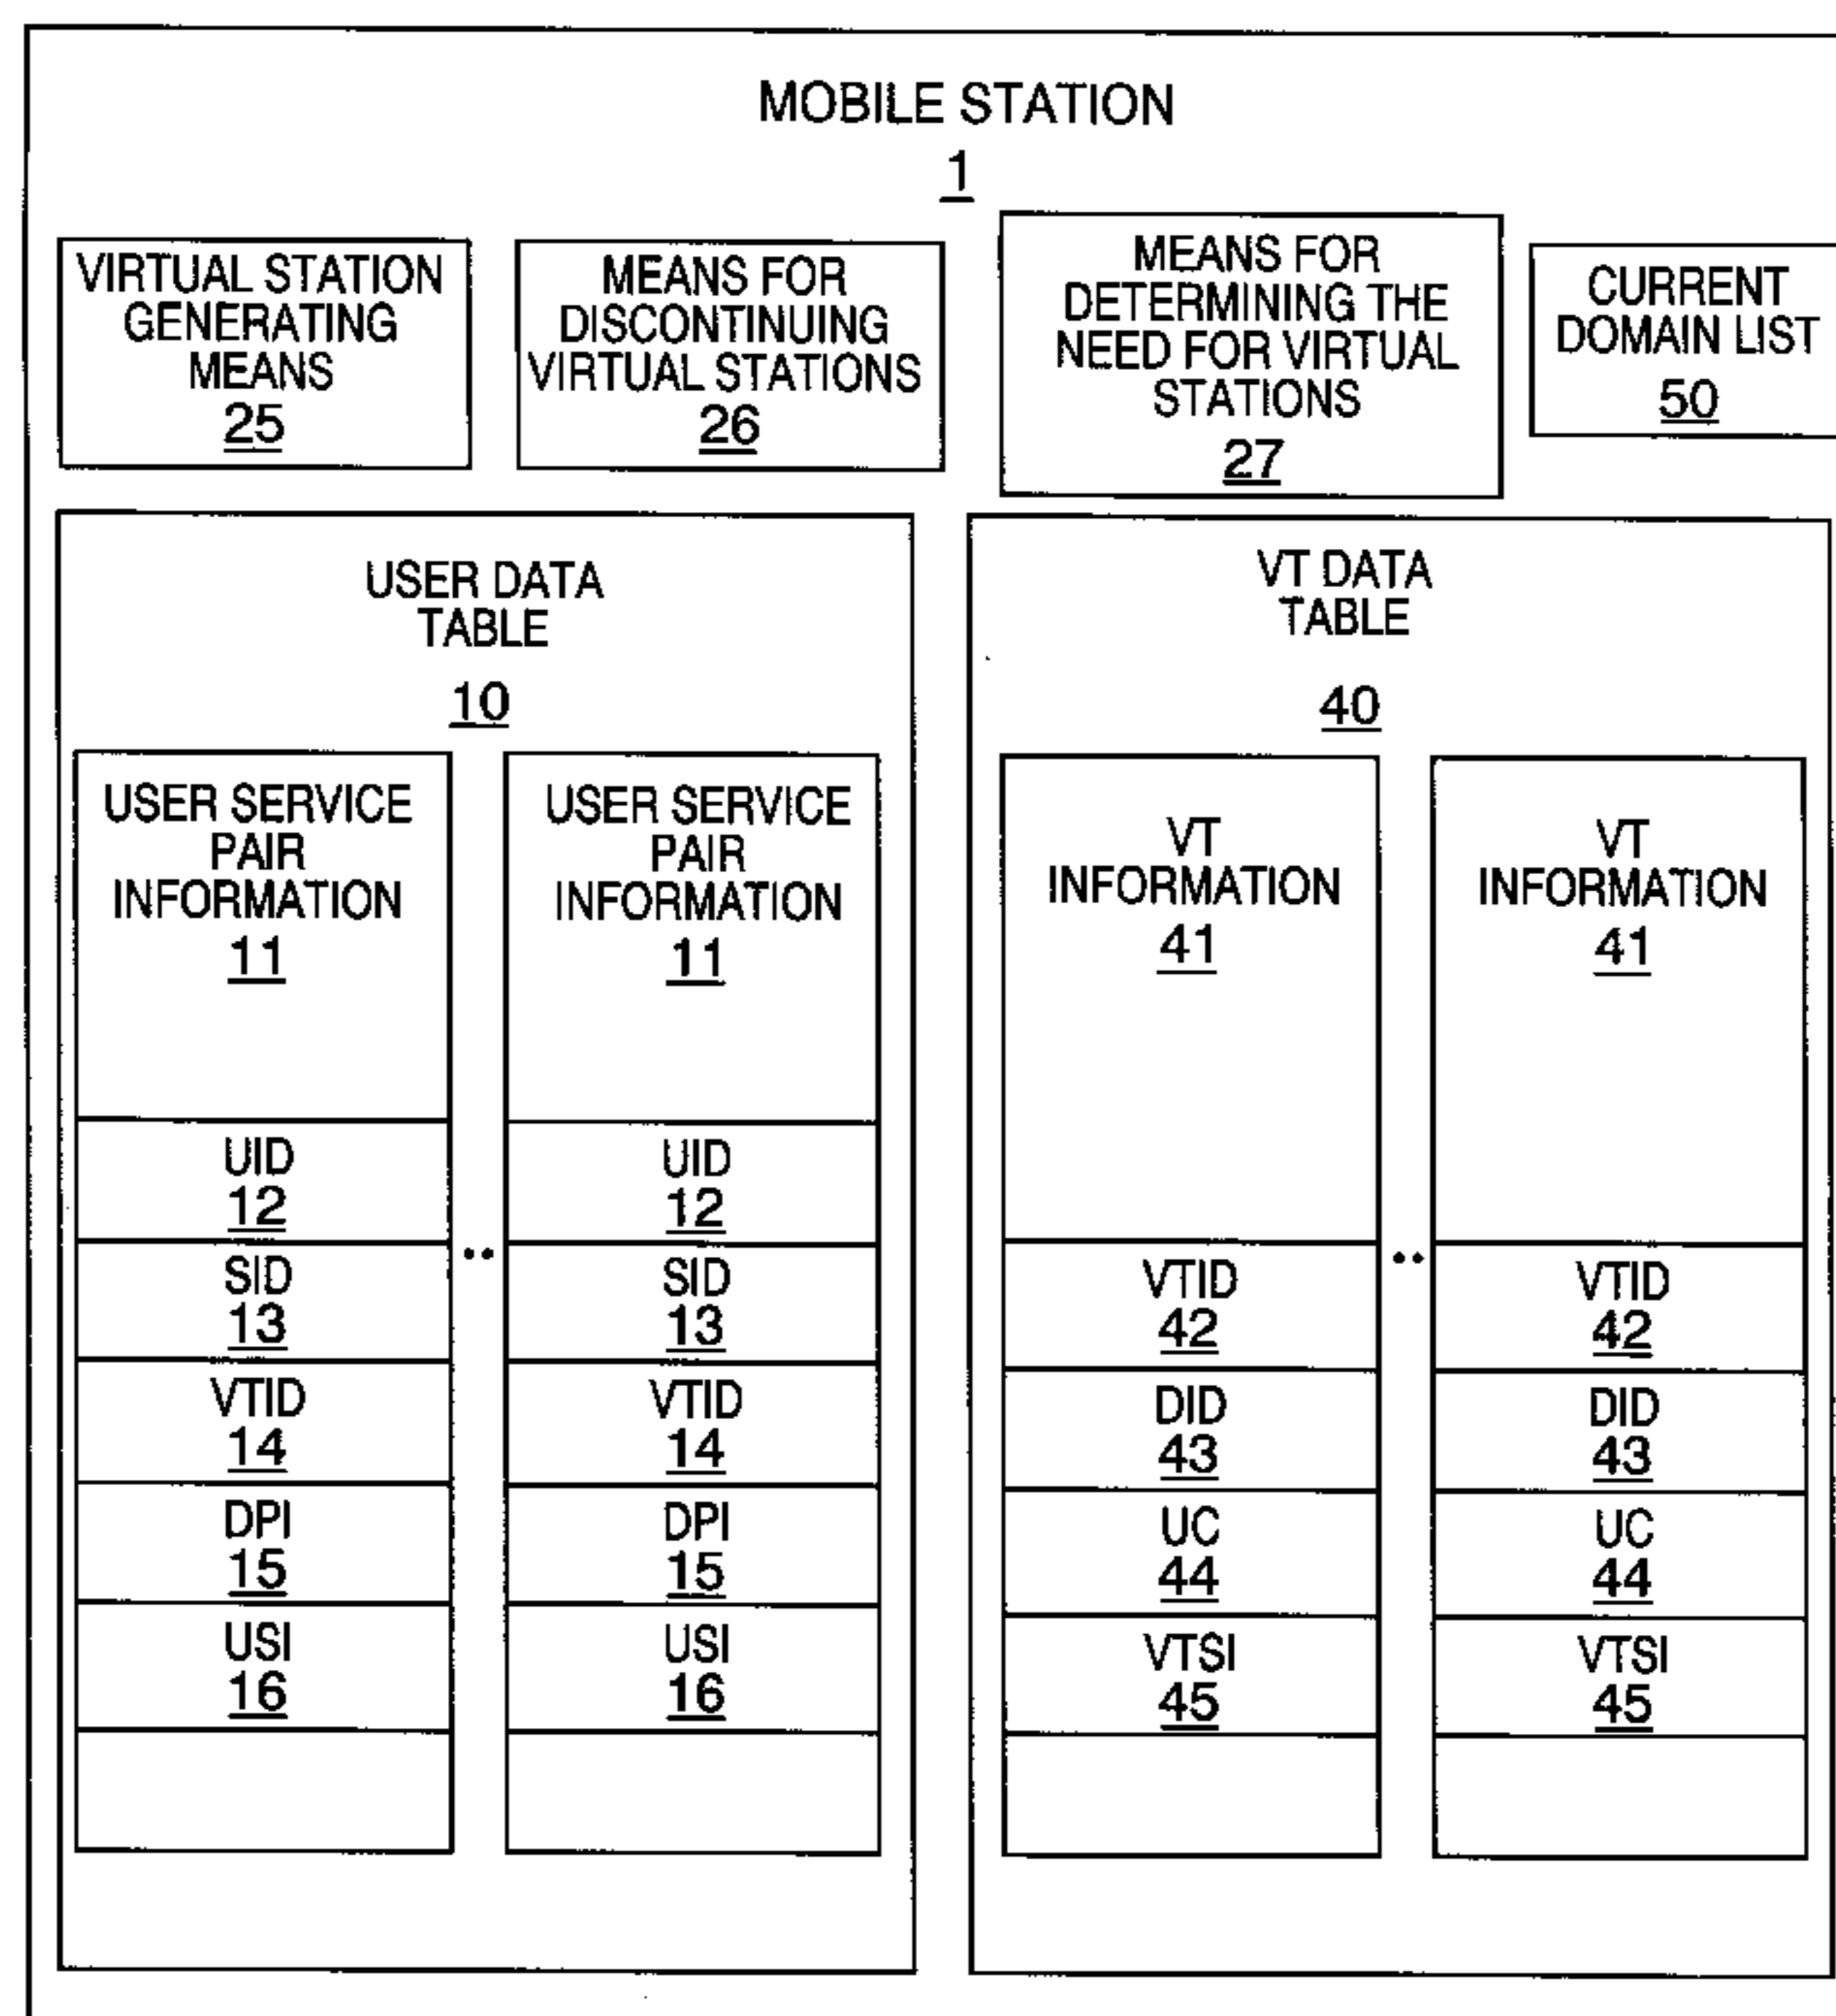 MOBILE STATION
1
VIRTUAL STATION
GENERATING
MEANS
25
MEANS FOR
DISCONTINUING
VIRTUAL STATIONS
26
MEANS FOR
DETERMINING THE
NEED FOR VIRTUAL
STATIONS
27
CURRENT
DOMAIN LIST
50
USER DATA
TABLE
10
USER SERVICE
PAIR
INFORMATION
11
UID
12
SID
13
VTID
14
DPI
15
USI
16
..
USER SERVICE
PAIR
INFORMATION
11
UID
12
SID
13
VTID
14
DPI
15
USI
16
VT DATA
TABLE
40
VT
INFORMATION
41
VTID
42
DID
43
UC
44
VTSI
45
..
VT
INFORMATION
41
VTID
42
DID
43
UC
44
VTSI
45